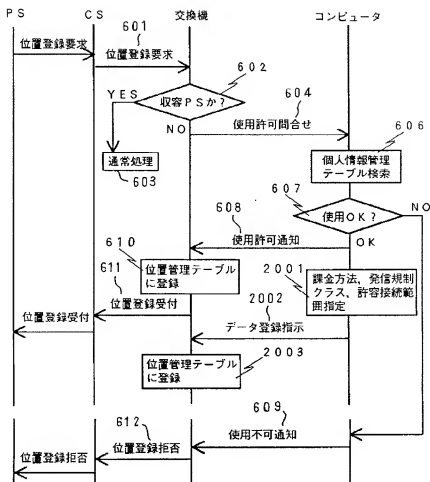 PS
CS
交換機
コンピュータ
位置登録要求
601
位置登録要求
602
収容PSか?
YES
NO
604
使用許可問合せ
通常処理
603
606
個人情報管理
テーブル検索
607
使用OK?
NO
OK
608
使用許可通知
610
位置管理テーブル
に登録
611
位置登録受付
位置登録受付
2001
課金方法、発信規制
クラス、許容接続範
囲指定
2002
データ登録指示
位置管理テーブル
に登録
2003
609
使用不可通知
612
位置登録拒否
位置登録拒否